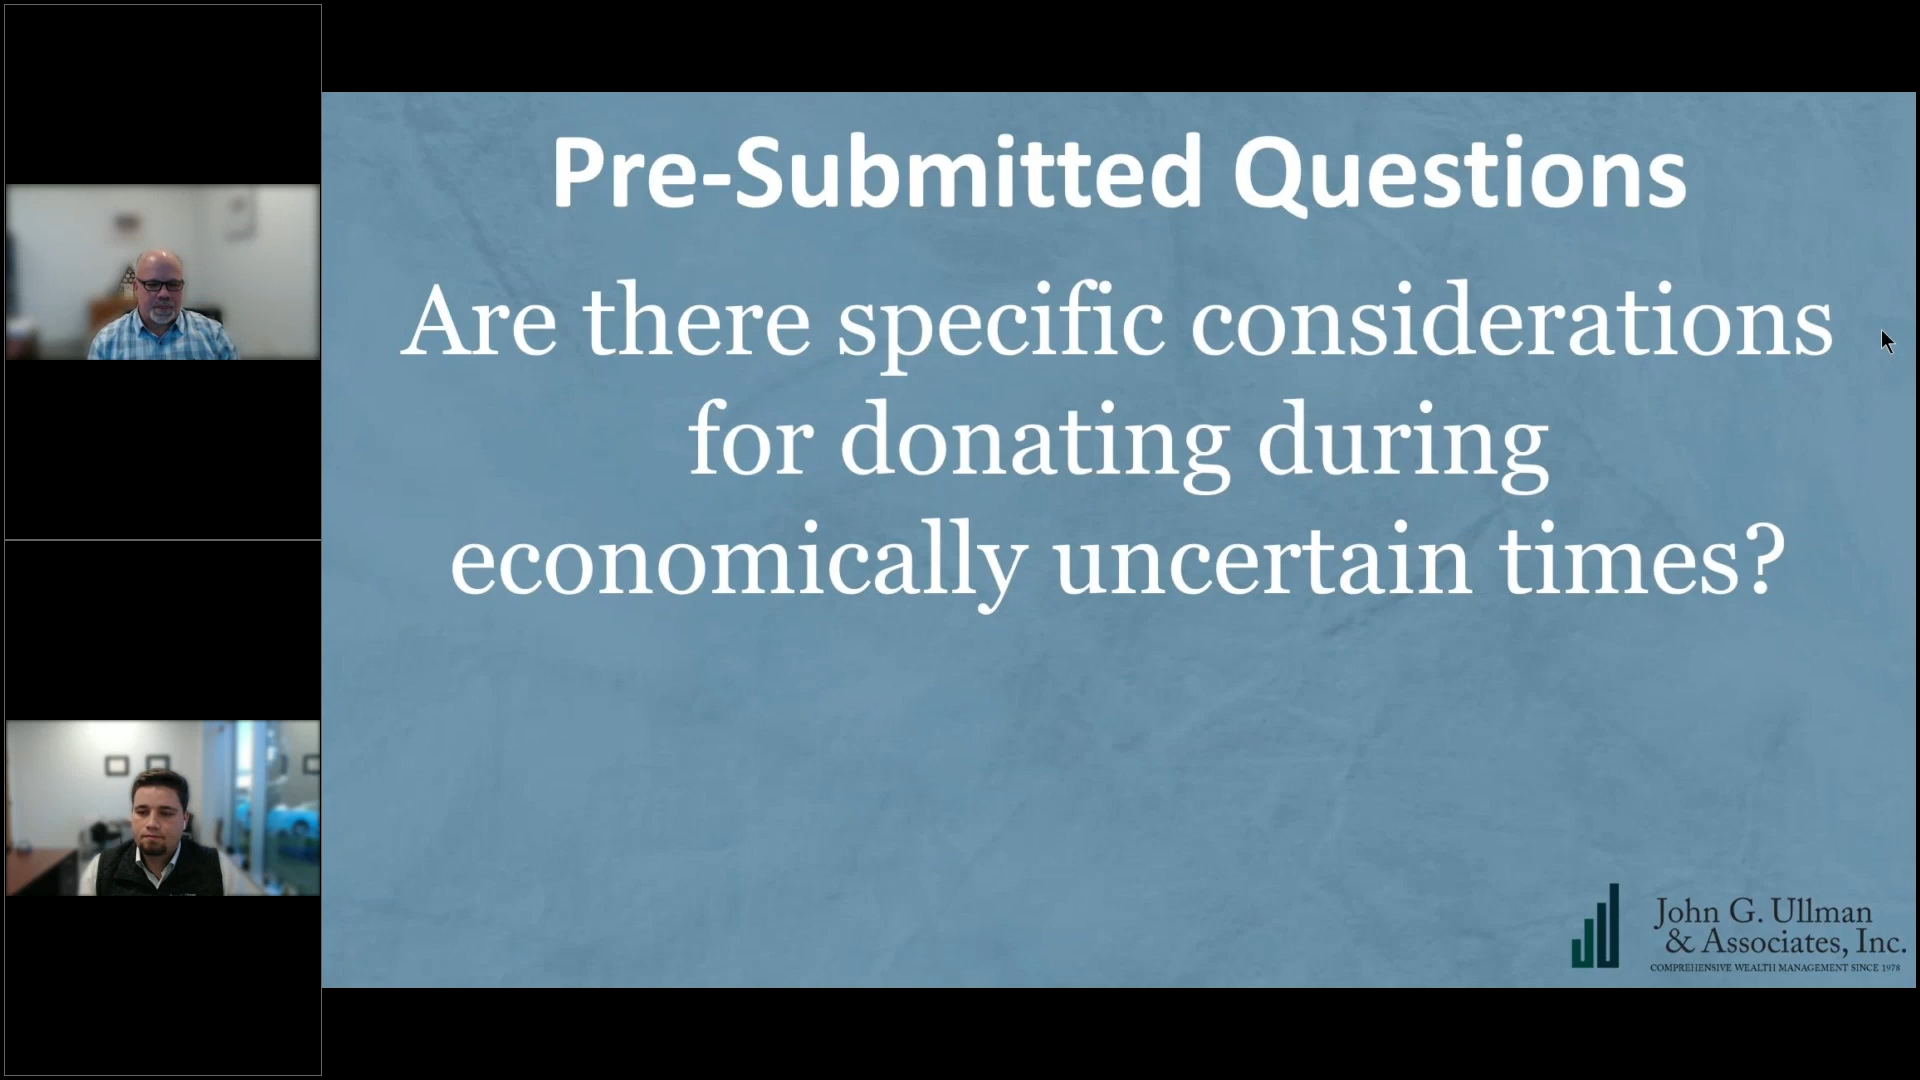 Pre-Submitted Questions
Are there specific considerations
for donating during
economically uncertain times?
John G. Ullman
& Associates, Inc.
COMPREHENSIVE WEALTH MANAGEMENT SINCE 1978